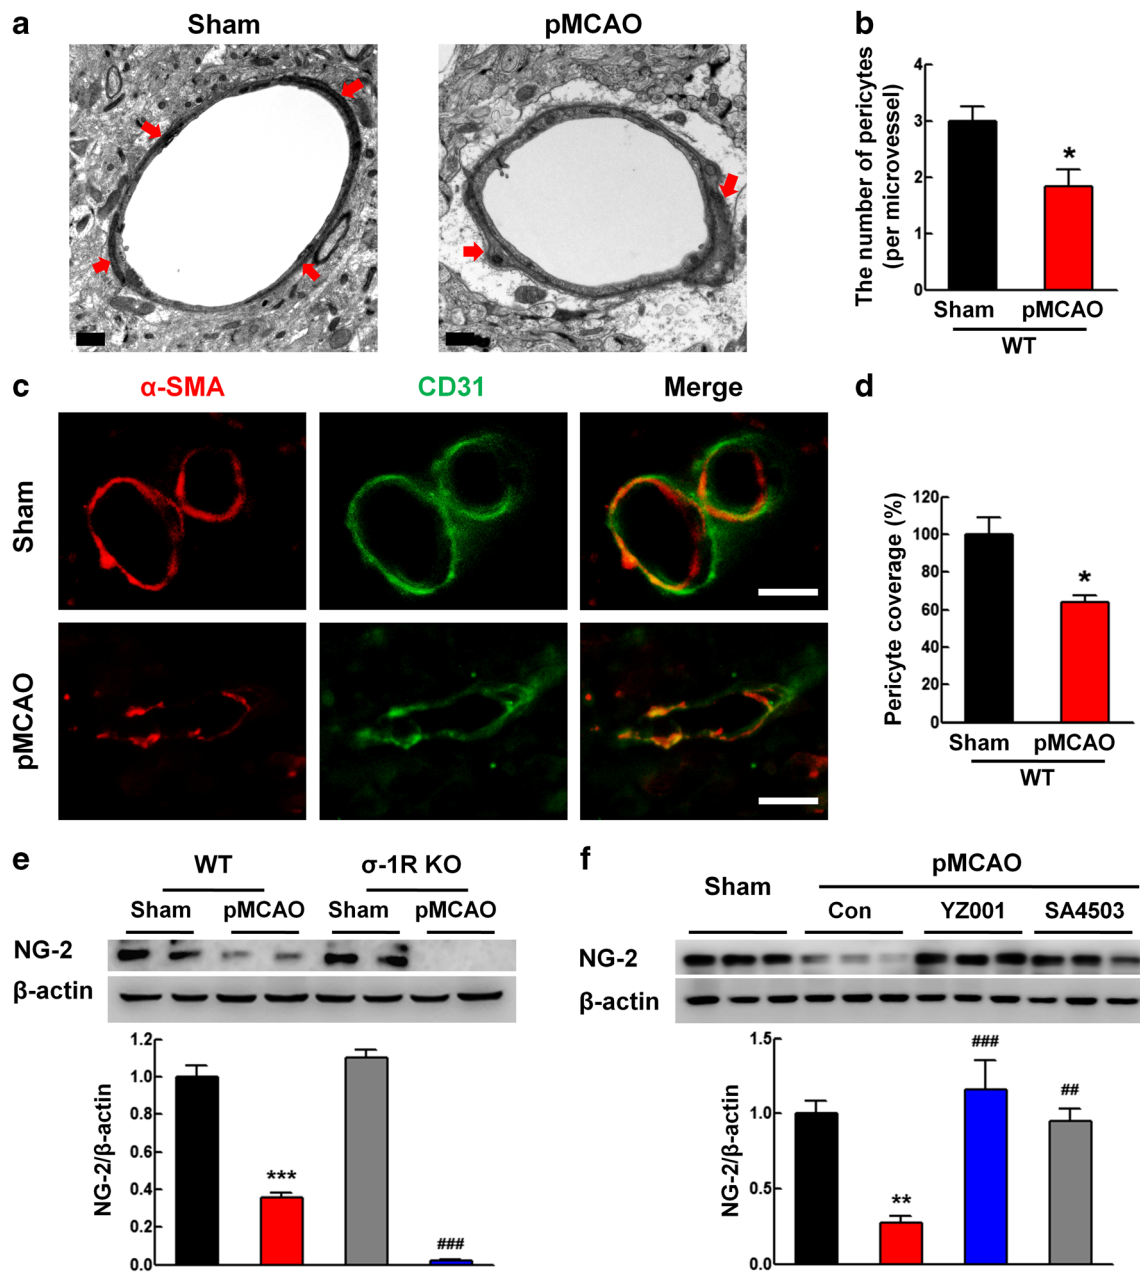 a
Sham
pMCAO
b
The number of pericytes
(per microvessel)
4
3
2
1
0
*
Sham
pMCAO
WT
c
α-SMA
CD31
Merge
Sham
pMCAO
d
Pericyte coverage (%)
120
100
80
60
40
20
0
*
Sham
pMCAO
WT
e
WT
σ-1R KO
Sham
pMCAO
Sham
pMCAO
NG-2
β-actin
NG-2/β-actin
1.2
1.0
0.8
0.6
0.4
0.2
0.0
***
###
f
Sham
pMCAO
Con
YZ001
SA4503
NG-2
β-actin
NG-2/β-actin
1.5
1.0
0.5
0.0
**
###
##